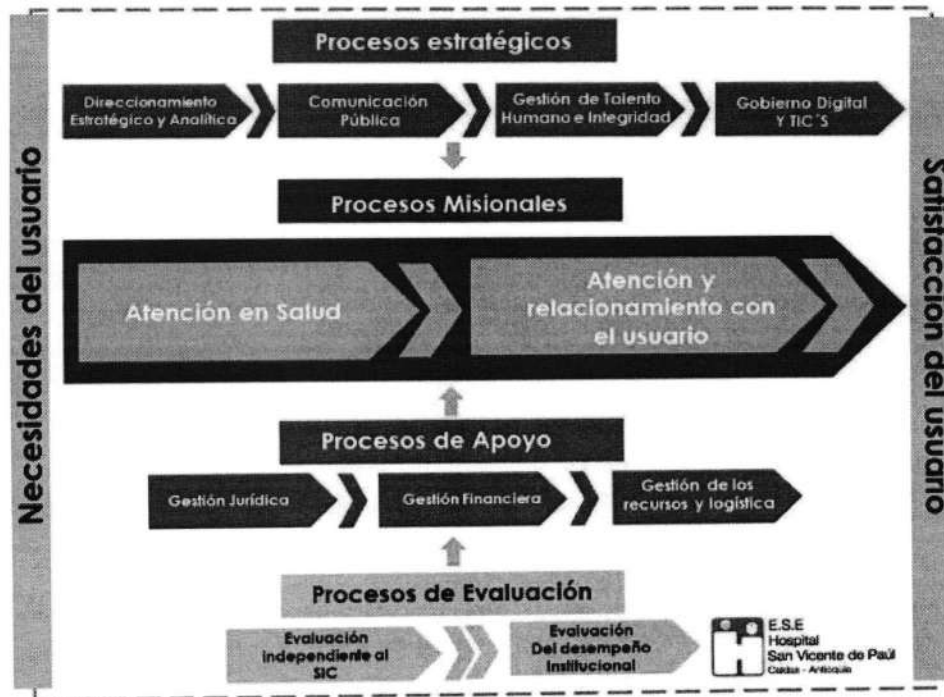 Necesidades del usuario
Procesos estratégicos
Direccionamiento
Estratégico y Analítica
Comunicación
Pública
Gestión de Talento
Humano e Integridad
Gobierno Digital
Y TIC´S
Procesos Misionales
Atención en Salud
Atención y
relacionamiento con
el usuario
Procesos de Apoyo
Gestión Jurídica
Gestión Financiera
Gestión de los
recursos y logística
Procesos de Evaluación
Evaluación
independiente al
SIC
Evaluación
Del desempeño
Institucional
E.S.E
Hospital
San Vicente de Paúl
Caldas - Antioquia
Satisfacción del usuario